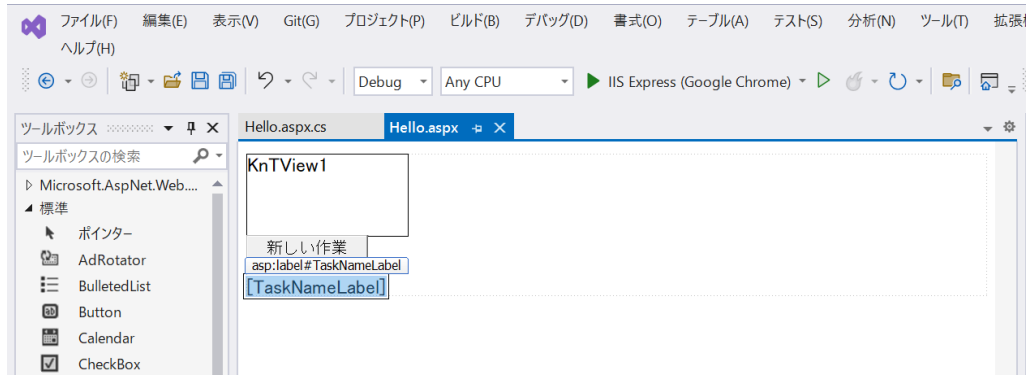 ファイル(F) 編集(E) 表示(V) Git(G) プロジェクト(P) ビルド(B) デバッグ(D) 書式(O) テーブル(A) テスト(S) 分析(N) ツール(T)
ヘルプ(H)
Debug Any CPU IIS Express (Google Chrome)
ツールボックス
Hello.aspx.cs Hello.aspx
ツールボックスの検索
KnTView1
Microsoft.AspNet.Web....
標準
ポインター
新しい作業
AdRotator
asp:label#TaskNameLabel
BulletedList
[TaskNameLabel]
Button
Calendar
CheckBox